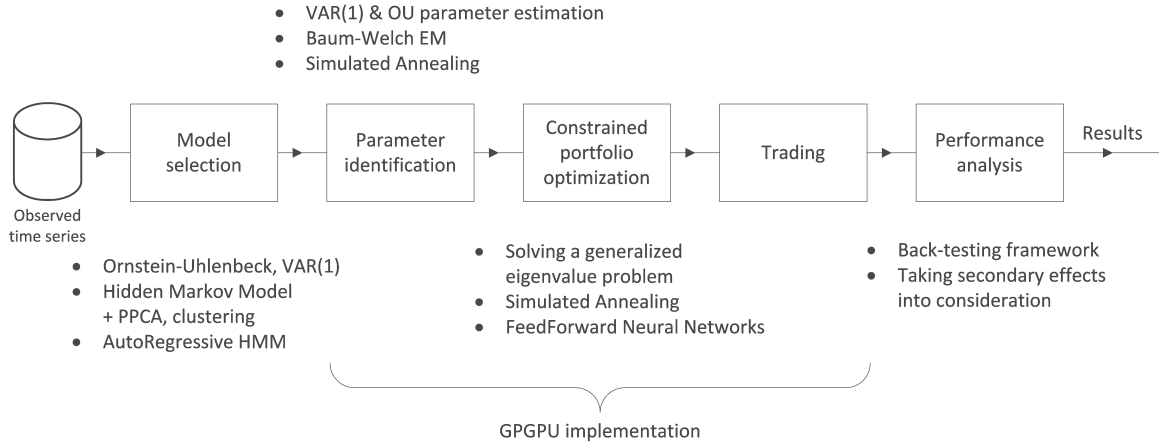 ● VAR(1) & OU parameter estimation
● Baum-Welch EM
● Simulated Annealing
Observed
time series
Model
selection
Parameter
identification
Constrained
portfolio
optimization
Trading
Performance
analysis
Results
● Ornstein-Uhlenbeck, VAR(1)
● Hidden Markov Model
+ PPCA, clustering
● AutoRegressive HMM
● Solving a generalized
eigenvalue problem
● Simulated Annealing
● FeedForward Neural Networks
● Back-testing framework
● Taking secondary effects
into consideration
GPGPU implementation